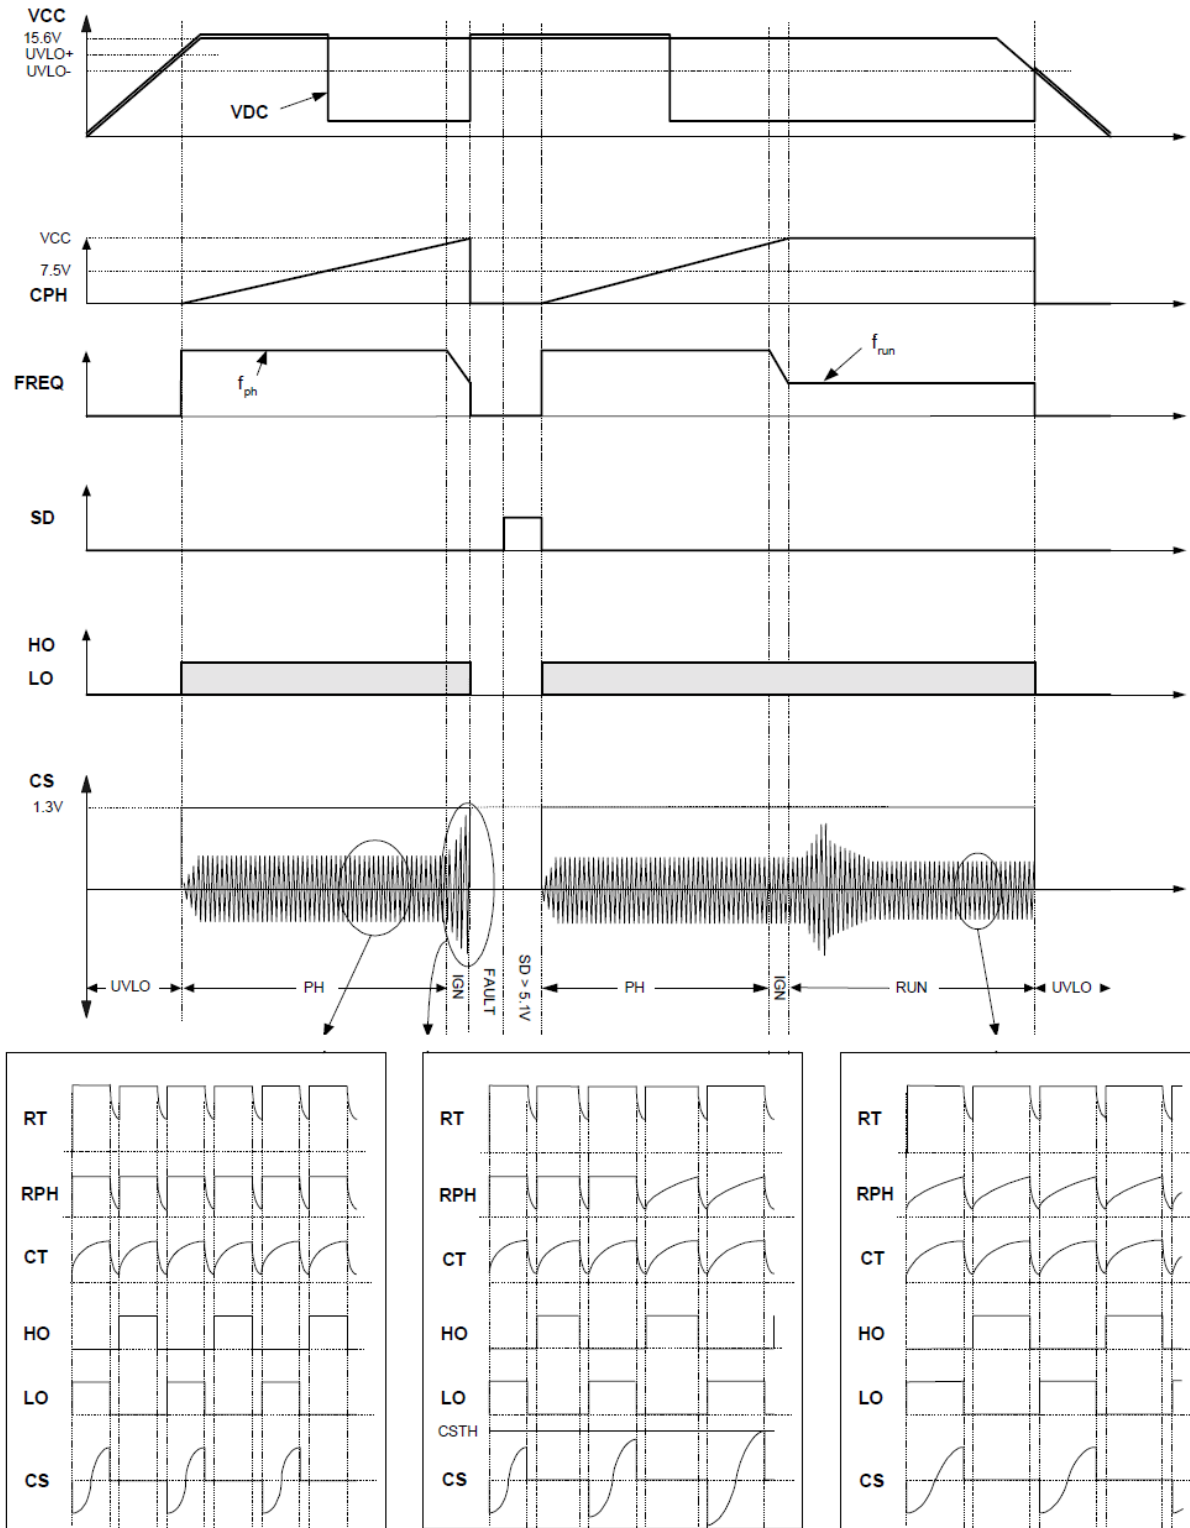 VCC
15.6V
UVLO+
UVLO-
VDC
VCC
7.5V
CPH
FREQ
fph
frun
SD
HO
LO
CS
1.3V
UVLO
PH
IGN
FAULT
SD > 5.1V
PH
IGN
RUN
UVLO
RT
RPH
CT
HO
LO
CS
RT
RPH
CT
HO
LO
CSTH
CS
RT
RPH
CT
HO
LO
CS